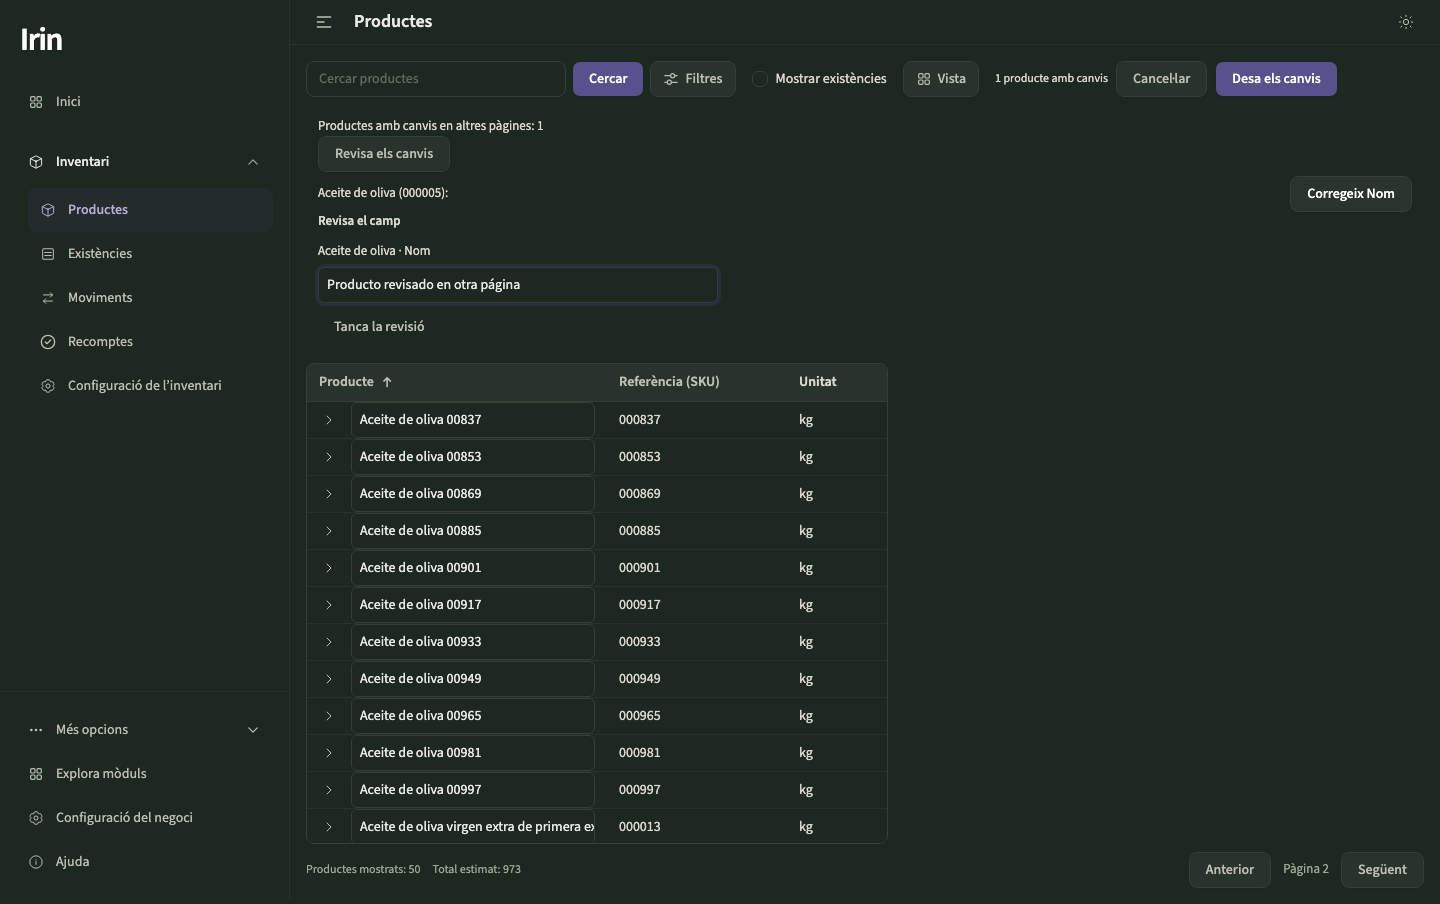 Irin
Productes
Inici
Inventari
Productes
Existències
Moviments
Recomptes
Configuració de l’inventari
Més opcions
Explora mòduls
Configuració del negoci
Ajuda
Cercar productes
Cercar
Filtres
Mostrar existències
Vista
1 producte amb canvis
Cancel·lar
Desa els canvis
Productes amb canvis en altres pàgines: 1
Revisa els canvis
Aceite de oliva (000005):
Corregeix Nom
Revisa el camp
Aceite de oliva · Nom
Producto revisado en otra página
Tanca la revisió
Producte Referència (SKU) Unitat
Aceite de oliva 00837 000837 kg
Aceite de oliva 00853 000853 kg
Aceite de oliva 00869 000869 kg
Aceite de oliva 00885 000885 kg
Aceite de oliva 00901 000901 kg
Aceite de oliva 00917 000917 kg
Aceite de oliva 00933 000933 kg
Aceite de oliva 00949 000949 kg
Aceite de oliva 00965 000965 kg
Aceite de oliva 00981 000981 kg
Aceite de oliva 00997 000997 kg
Aceite de oliva virgen extra de primera ex 000013 kg
Productes mostrats: 50 Total estimat: 973
Anterior Pàgina 2 Següent